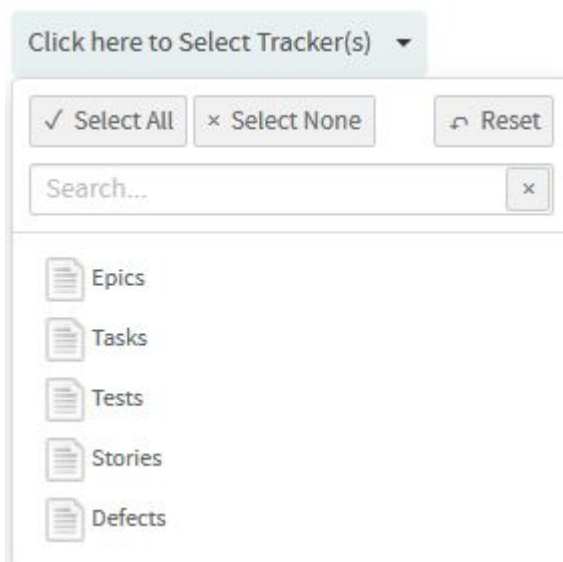 Click here to Select Tracker(s)
✓ Select All × Select None Reset
Search... ×
Epics
Tasks
Tests
Stories
Defects